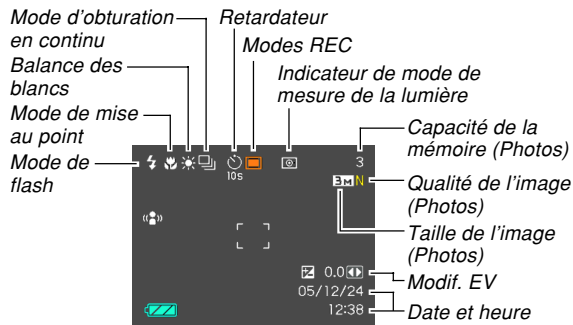 Mode d'obturation
en continu
Balance des
blancs
Mode de mise
au point
Mode de
flash
Retardateur
Modes REC
Indicateur de mode de
mesure de la lumière
Capacité de la
mémoire (Photos)
Qualité de l'image
(Photos)
Taille de l'image
(Photos)
Modif. EV
Date et heure
10s
3
3M N
0.0
05/12/24
12:38